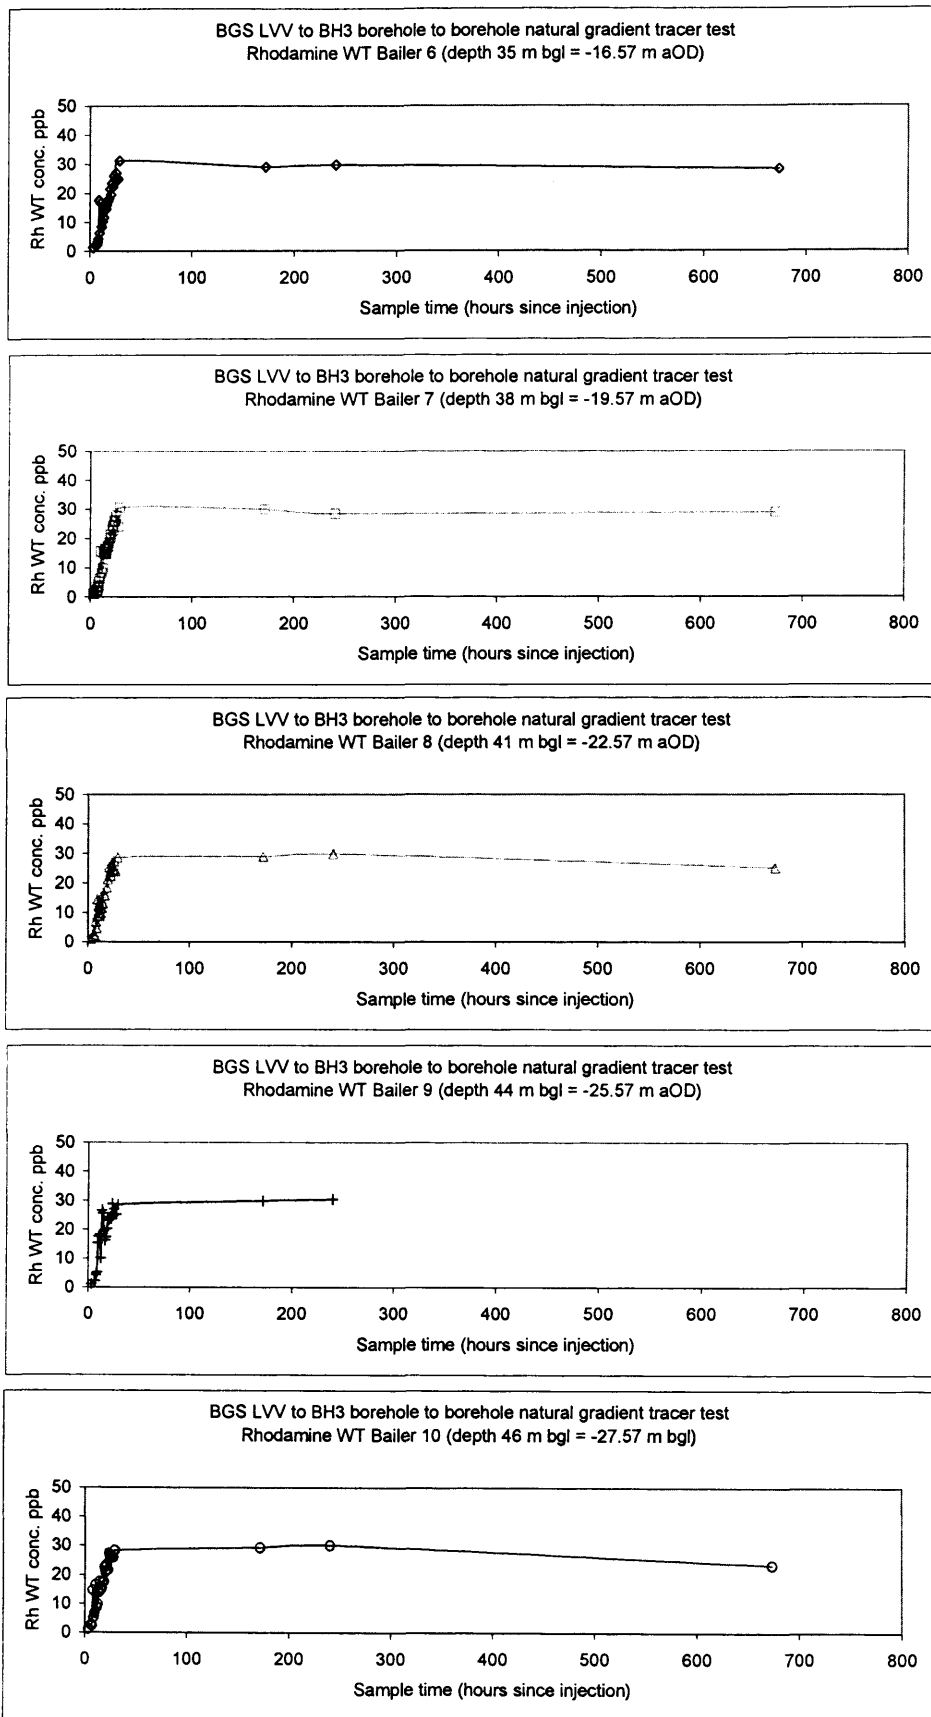 BGS LVV to BH3 borehole to borehole natural gradient tracer test
Rhodamine WT Bailer 6 (depth 35 m bgl = -16.57 m aOD)
Rh WT conc. ppb
50
40
30
20
10
0
0 100 200 300 400 500 600 700 800
Sample time (hours since injection)
BGS LVV to BH3 borehole to borehole natural gradient tracer test
Rhodamine WT Bailer 7 (depth 38 m bgl = -19.57 m aOD)
Rh WT conc. ppb
50
40
30
20
10
0
0 100 200 300 400 500 600 700 800
Sample time (hours since injection)
BGS LVV to BH3 borehole to borehole natural gradient tracer test
Rhodamine WT Bailer 8 (depth 41 m bgl = -22.57 m aOD)
Rh WT conc. ppb
50
40
30
20
10
0
0 100 200 300 400 500 600 700 800
Sample time (hours since injection)
BGS LVV to BH3 borehole to borehole natural gradient tracer test
Rhodamine WT Bailer 9 (depth 44 m bgl = -25.57 m aOD)
Rh WT conc. ppb
50
40
30
20
10
0
0 100 200 300 400 500 600 700 800
Sample time (hours since injection)
BGS LVV to BH3 borehole to borehole natural gradient tracer test
Rhodamine WT Bailer 10 (depth 46 m bgl = -27.57 m bgl)
Rh WT conc. ppb
50
40
30
20
10
0
0 100 200 300 400 500 600 700 800
Sample time (hours since injection)